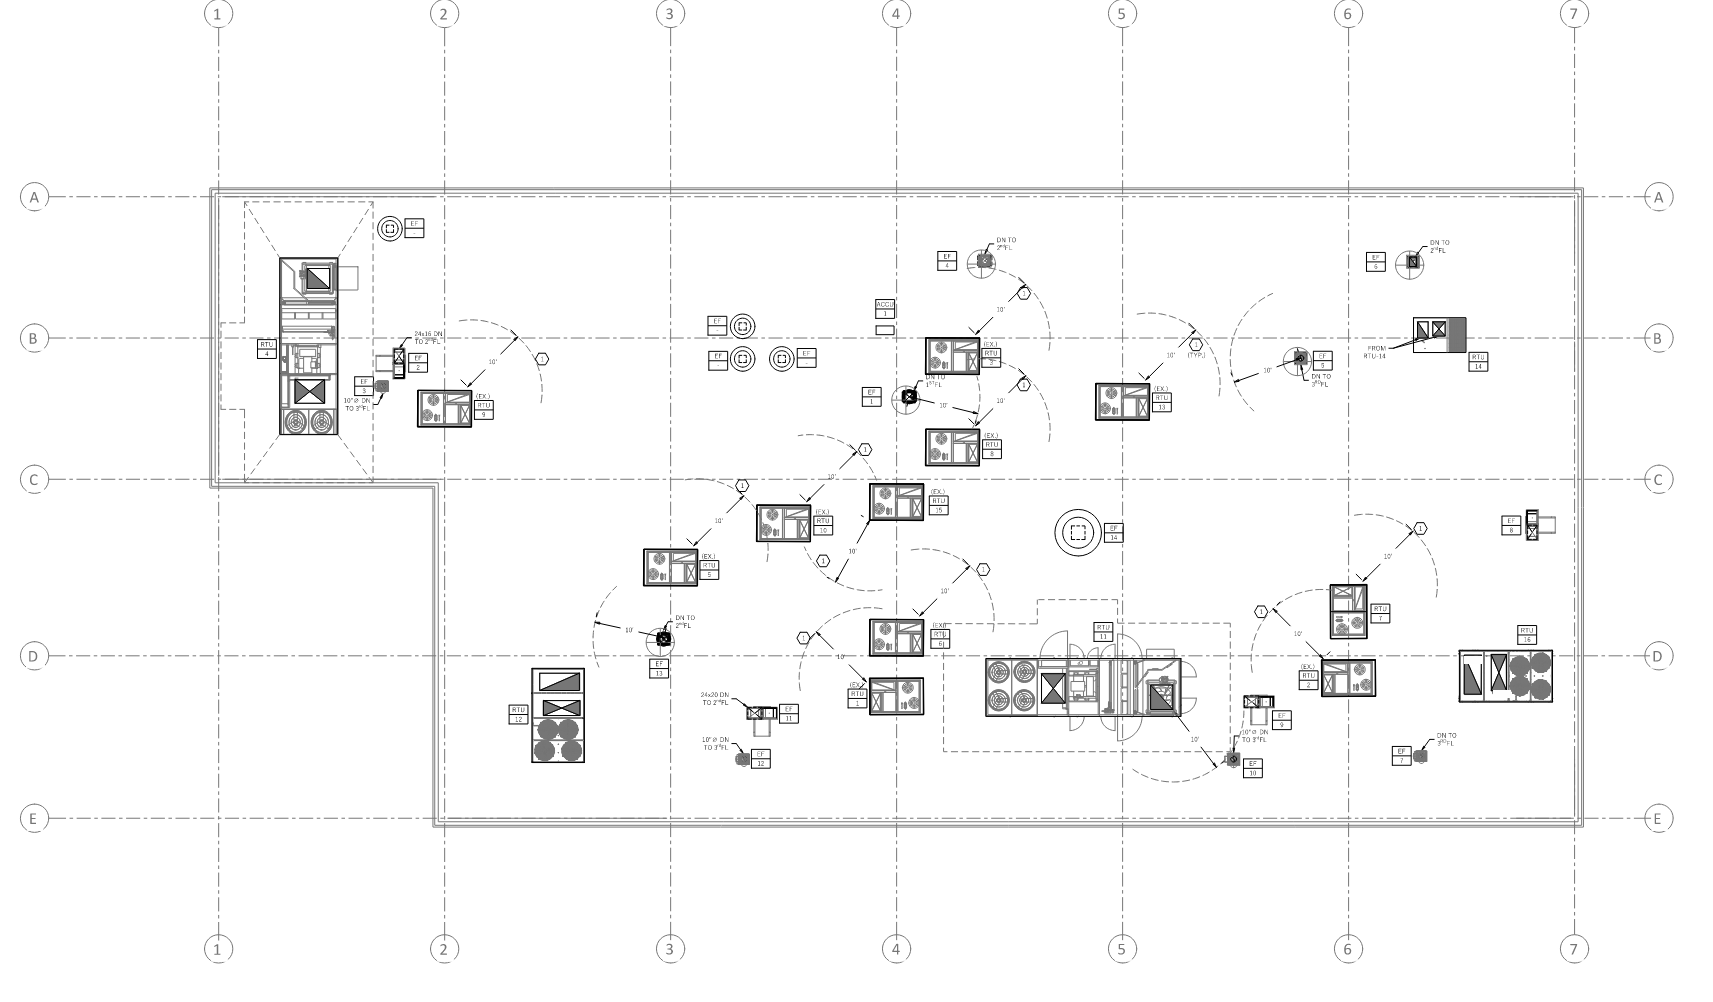 1 2 3 4 5 6 7
A A
EF
-
DN TO
2ND FL
EF
4
DN TO
2ND FL
EF
6
1
ACCU
1
10'
EF
-
B B
24x16 DN
TO 2ND FL
RTU
4
10'
1
EF
2
EF
-
EF
-
(EX.)
RTU
3
10'
1
(TYP.)
FROM
RTU-14
RTU
14
EF
5
10'
DN TO
3RD FL
EF
3
10"ø DN
TO 3RD FL
(EX.)
RTU
9
DN TO
1ST FL
EF
1
10'
1
10'
(EX.)
RTU
13
(EX.)
RTU
8
1
10'
C C
1
(EX.)
RTU
15
(EX.)
RTU
10
10'
EF
14
EF
8
1
10'
10'
1
(EX.)
RTU
5
1
10'
1
10'
DN TO
2ND FL
10'
1
RTU
7
1
(EX.)
RTU
6
RTU
11
10'
RTU
16
D D
10'
EF
13
(EX.)
RTU
2
(EX.)
RTU
1
24x20 DN
TO 2ND FL
RTU
12
EF
11
EF
9
10"ø DN
TO 3RD FL
10'
10"ø DN
TO 3RD FL
EF
12
DN TO
3RD FL
EF
7
EF
10
E E
1 2 3 4 5 6 7